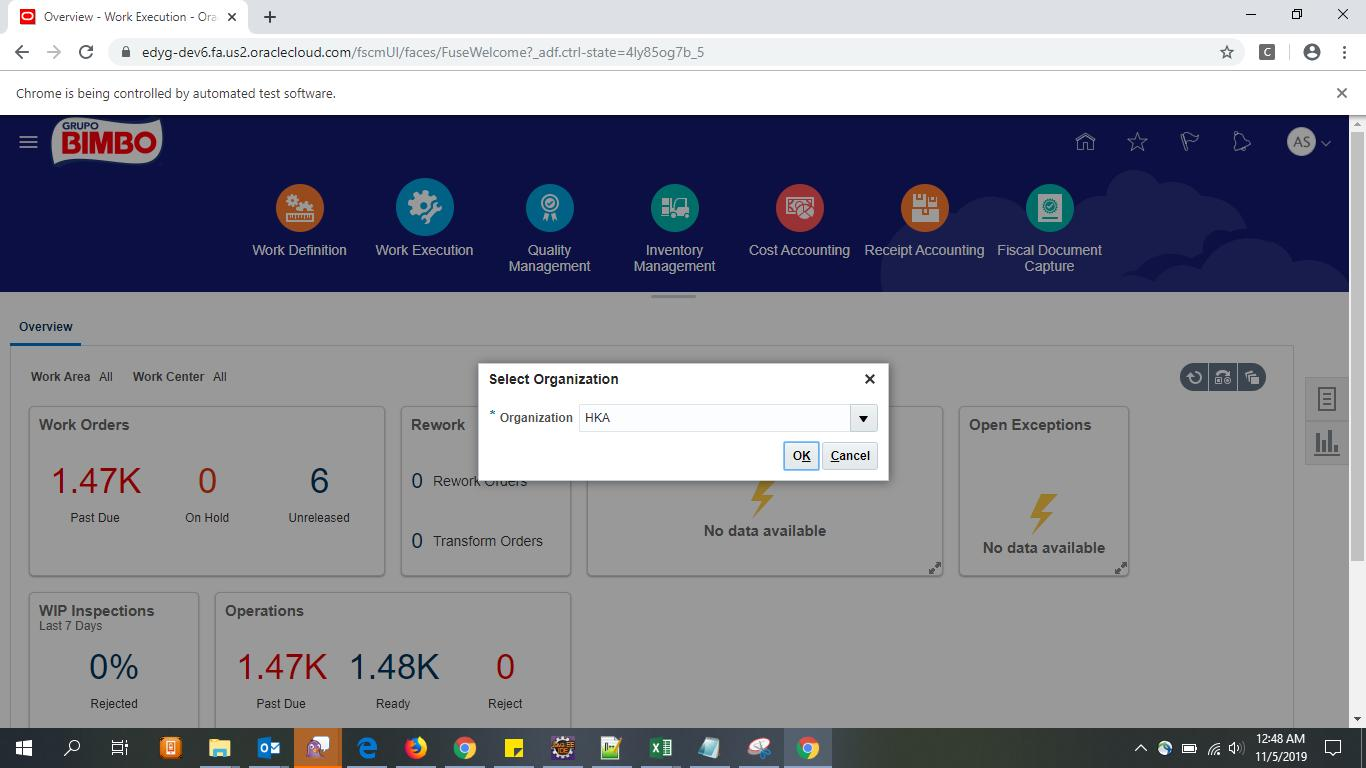 Overview - Work Execution - Ora
edyg-dev6.fa.us2.oraclecloud.com/fscmUI/faces/FuseWelcome?_adf.ctrl-state=4ly85og7b_5
C
Chrome is being controlled by automated test software.
GRUPO
BIMBO
AS
Work Definition
Work Execution
Quality
Management
Inventory
Management
Cost Accounting
Receipt Accounting
Fiscal Document
Capture
Overview
Work Area All Work Center All
Select Organization
* Organization HKA
OK Cancel
Work Orders
1.47K 0 6
Past Due On Hold Unreleased
Rework
0 Rework Orders
0 Transform Orders
No data available
Open Exceptions
No data available
WIP Inspections
Last 7 Days
0%
Rejected
Operations
1.47K 1.48K 0
Past Due Ready Reject
12:48 AM
11/5/2019